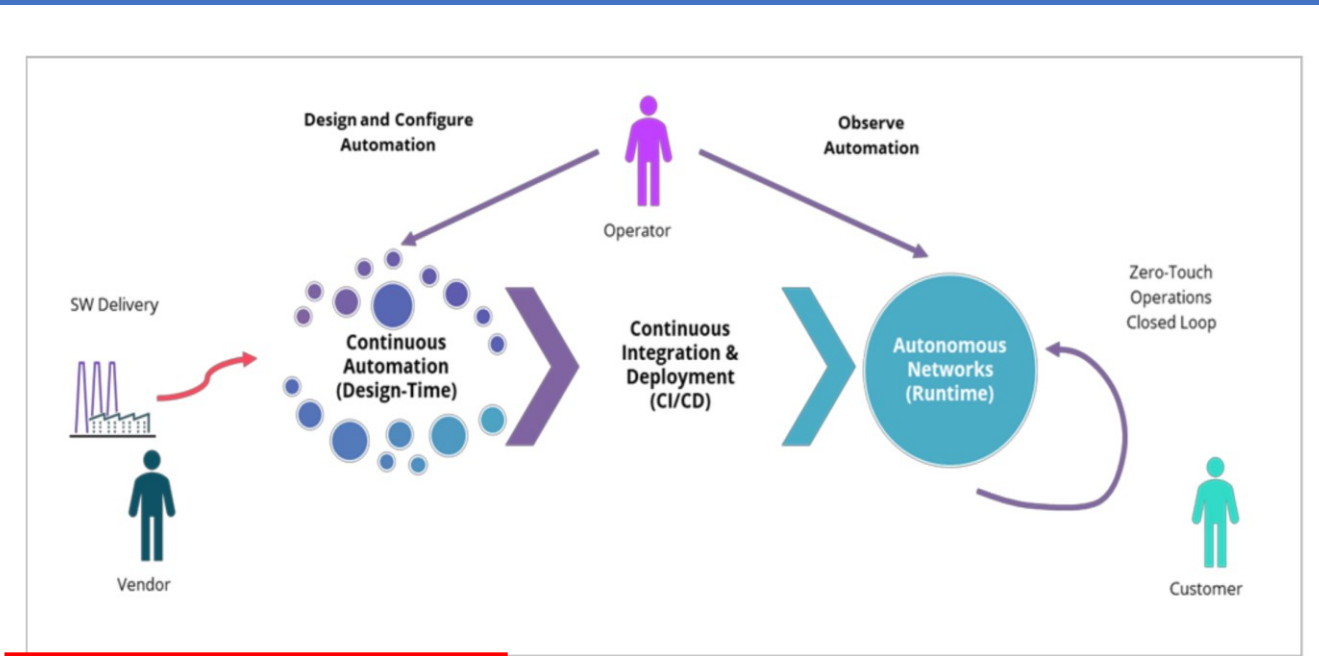 Design and Configure
Automation
Observe
Automation
Operator
SW Delivery
Vendor
Continuous
Automation
(Design-Time)
Continuous
Integration &
Deployment
(CI/CD)
Autonomous
Networks
(Runtime)
Zero-Touch
Operations
Closed Loop
Customer